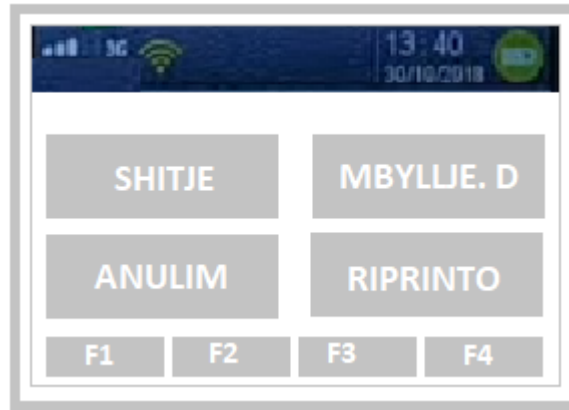 3G 13:40
30/10/2018
SHITJE MBYLLJE. D
ANULIM RIPRINTO
F1 F2 F3 F4